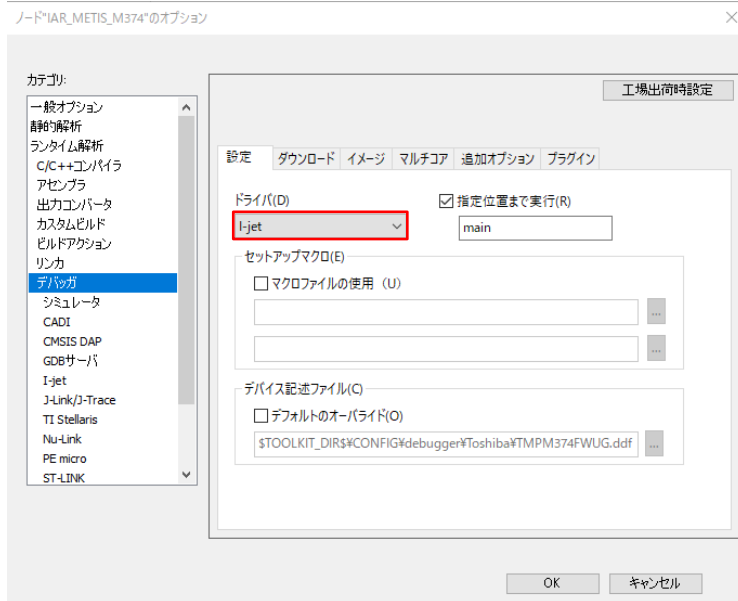 ノード"IAR_METIS_M374"のオプション
カテゴリ:
一般オプション
静的解析
ランタイム解析
C/C++コンパイラ
アセンブラ
出力コンバータ
カスタムビルド
ビルドアクション
リンカ
デバッガ
シミュレータ
CADI
CMSIS DAP
GDBサーバ
I-jet
J-Link/J-Trace
TI Stellaris
Nu-Link
PE micro
ST-LINK
工場出荷時設定
設定 ダウンロード イメージ マルチコア 追加オプション プラグイン
ドライバ(D)
I-jet
指定位置まで実行(R)
main
セットアップマクロ(E)
マクロファイルの使用（U）
...
...
デバイス記述ファイル(C)
デフォルトのオーバライド(O)
$TOOLKIT_DIR$¥CONFIG¥debugger¥Toshiba¥TMPM374FWUG.ddf
...
OK キャンセル